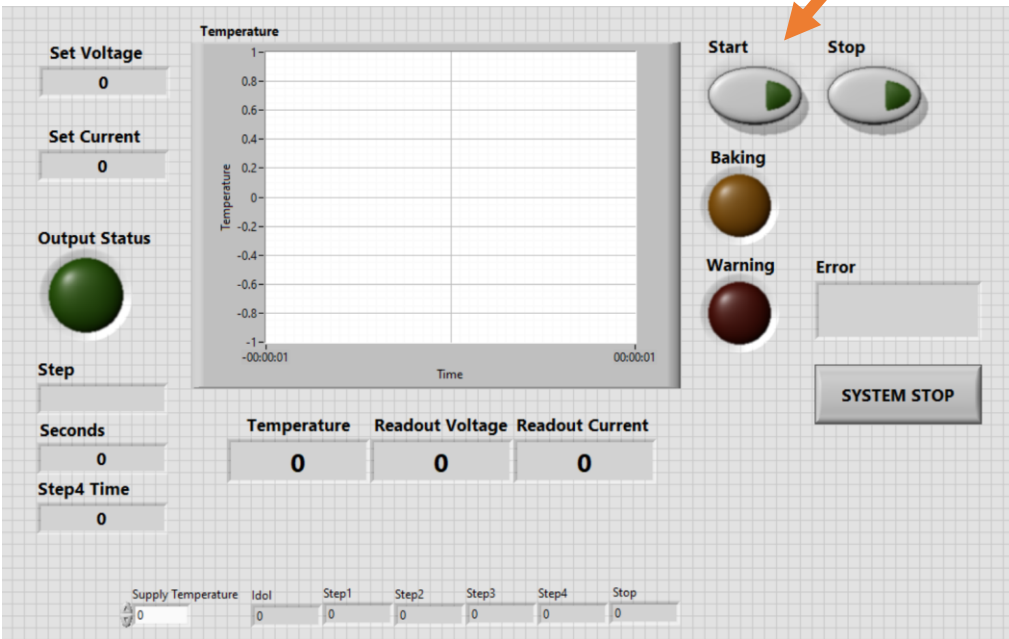 Set Voltage
0
Set Current
0
Output Status
Step
Seconds
0
Step4 Time
0
Temperature
Temperature
1
0.8
0.6
0.4
0.2
0
-0.2
-0.4
-0.6
-0.8
-1
-00:00:01
00:00:01
Time
Temperature
0
Readout Voltage
0
Readout Current
0
Start
Stop
Baking
Warning
Error
SYSTEM STOP
Supply Temperature
0
Idol
0
Step1
0
Step2
0
Step3
0
Step4
0
Stop
0